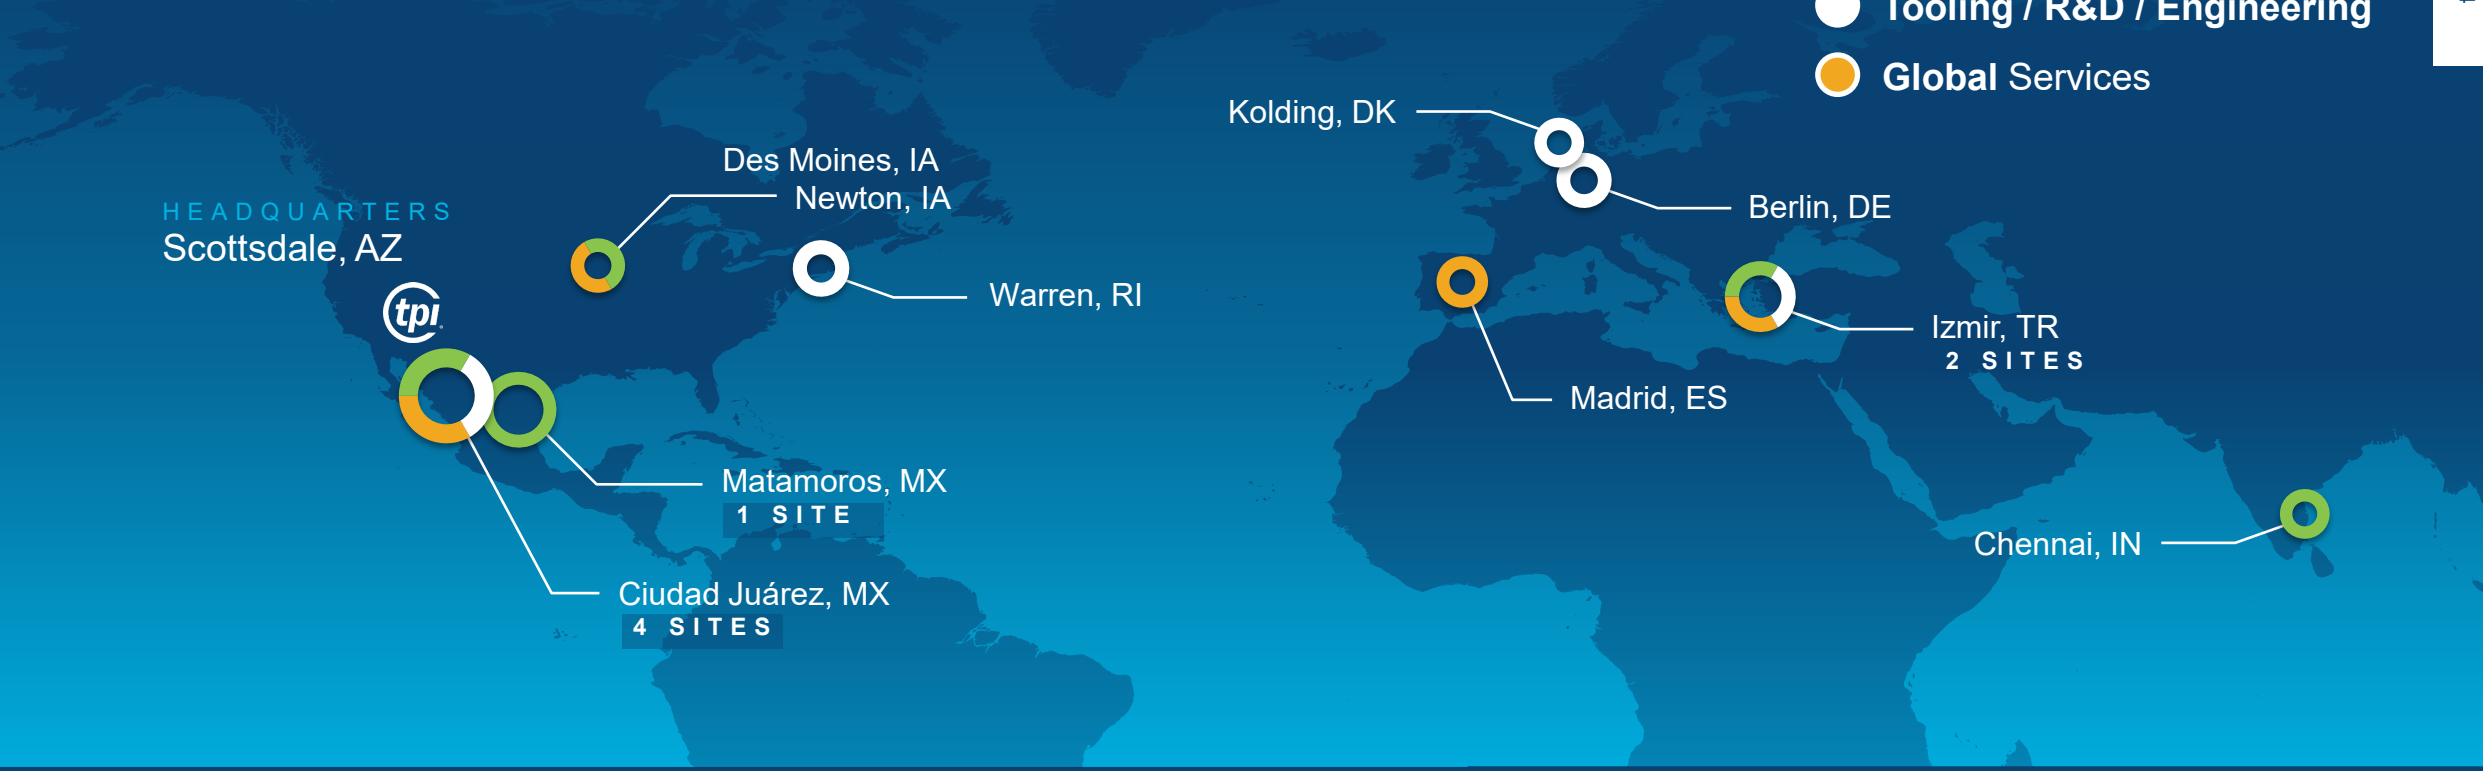 Tooling / R&D / Engineering
Global Services
Kolding, DK
Des Moines, IA
Newton, IA
HEADQUARTERS
Scottsdale, AZ
Berlin, DE
tpi
Warren, RI
Izmir, TR
2 SITES
Madrid, ES
Matamoros, MX
1 SITE
Chennai, IN
Ciudad Juárez, MX
4 SITES